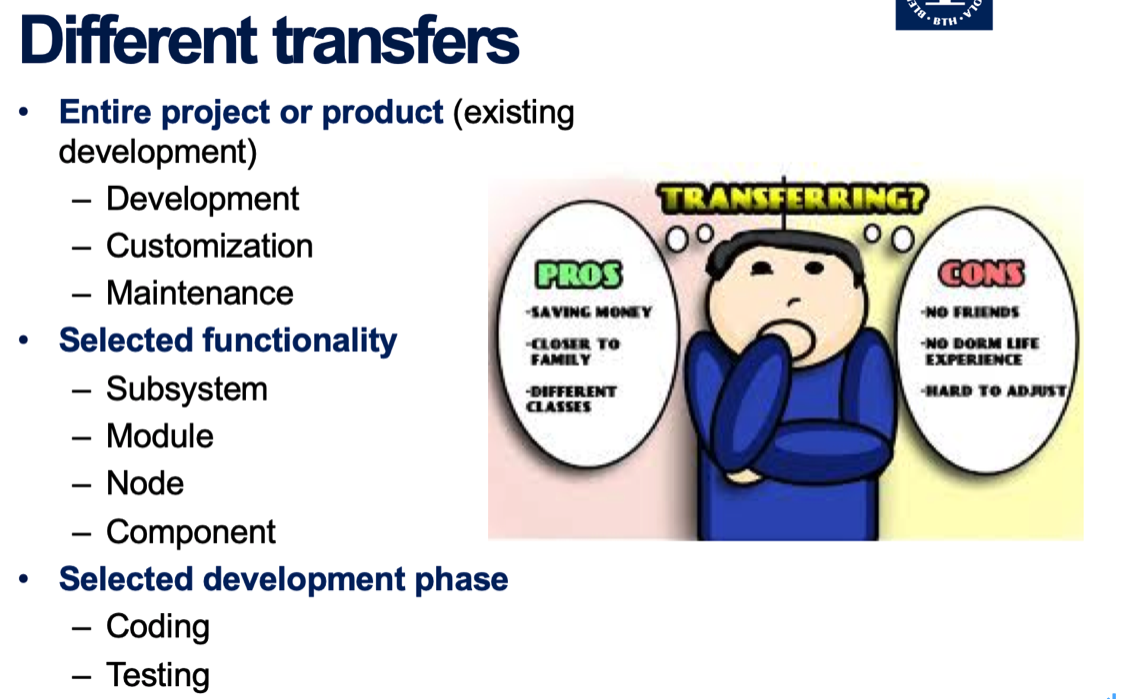 Different transfers
BTH
• Entire project or product (existing
development)
– Development
– Customization
– Maintenance
• Selected functionality
– Subsystem
– Module
– Node
– Component
• Selected development phase
– Coding
– Testing
TRANSFERRING?
PROS
-SAVING MONEY
-CLOSER TO
FAMILY
-DIFFERENT
CLASSES
CONS
-NO FRIENDS
-NO DORM LIFE
EXPERIENCE
-HARD TO ADJUST